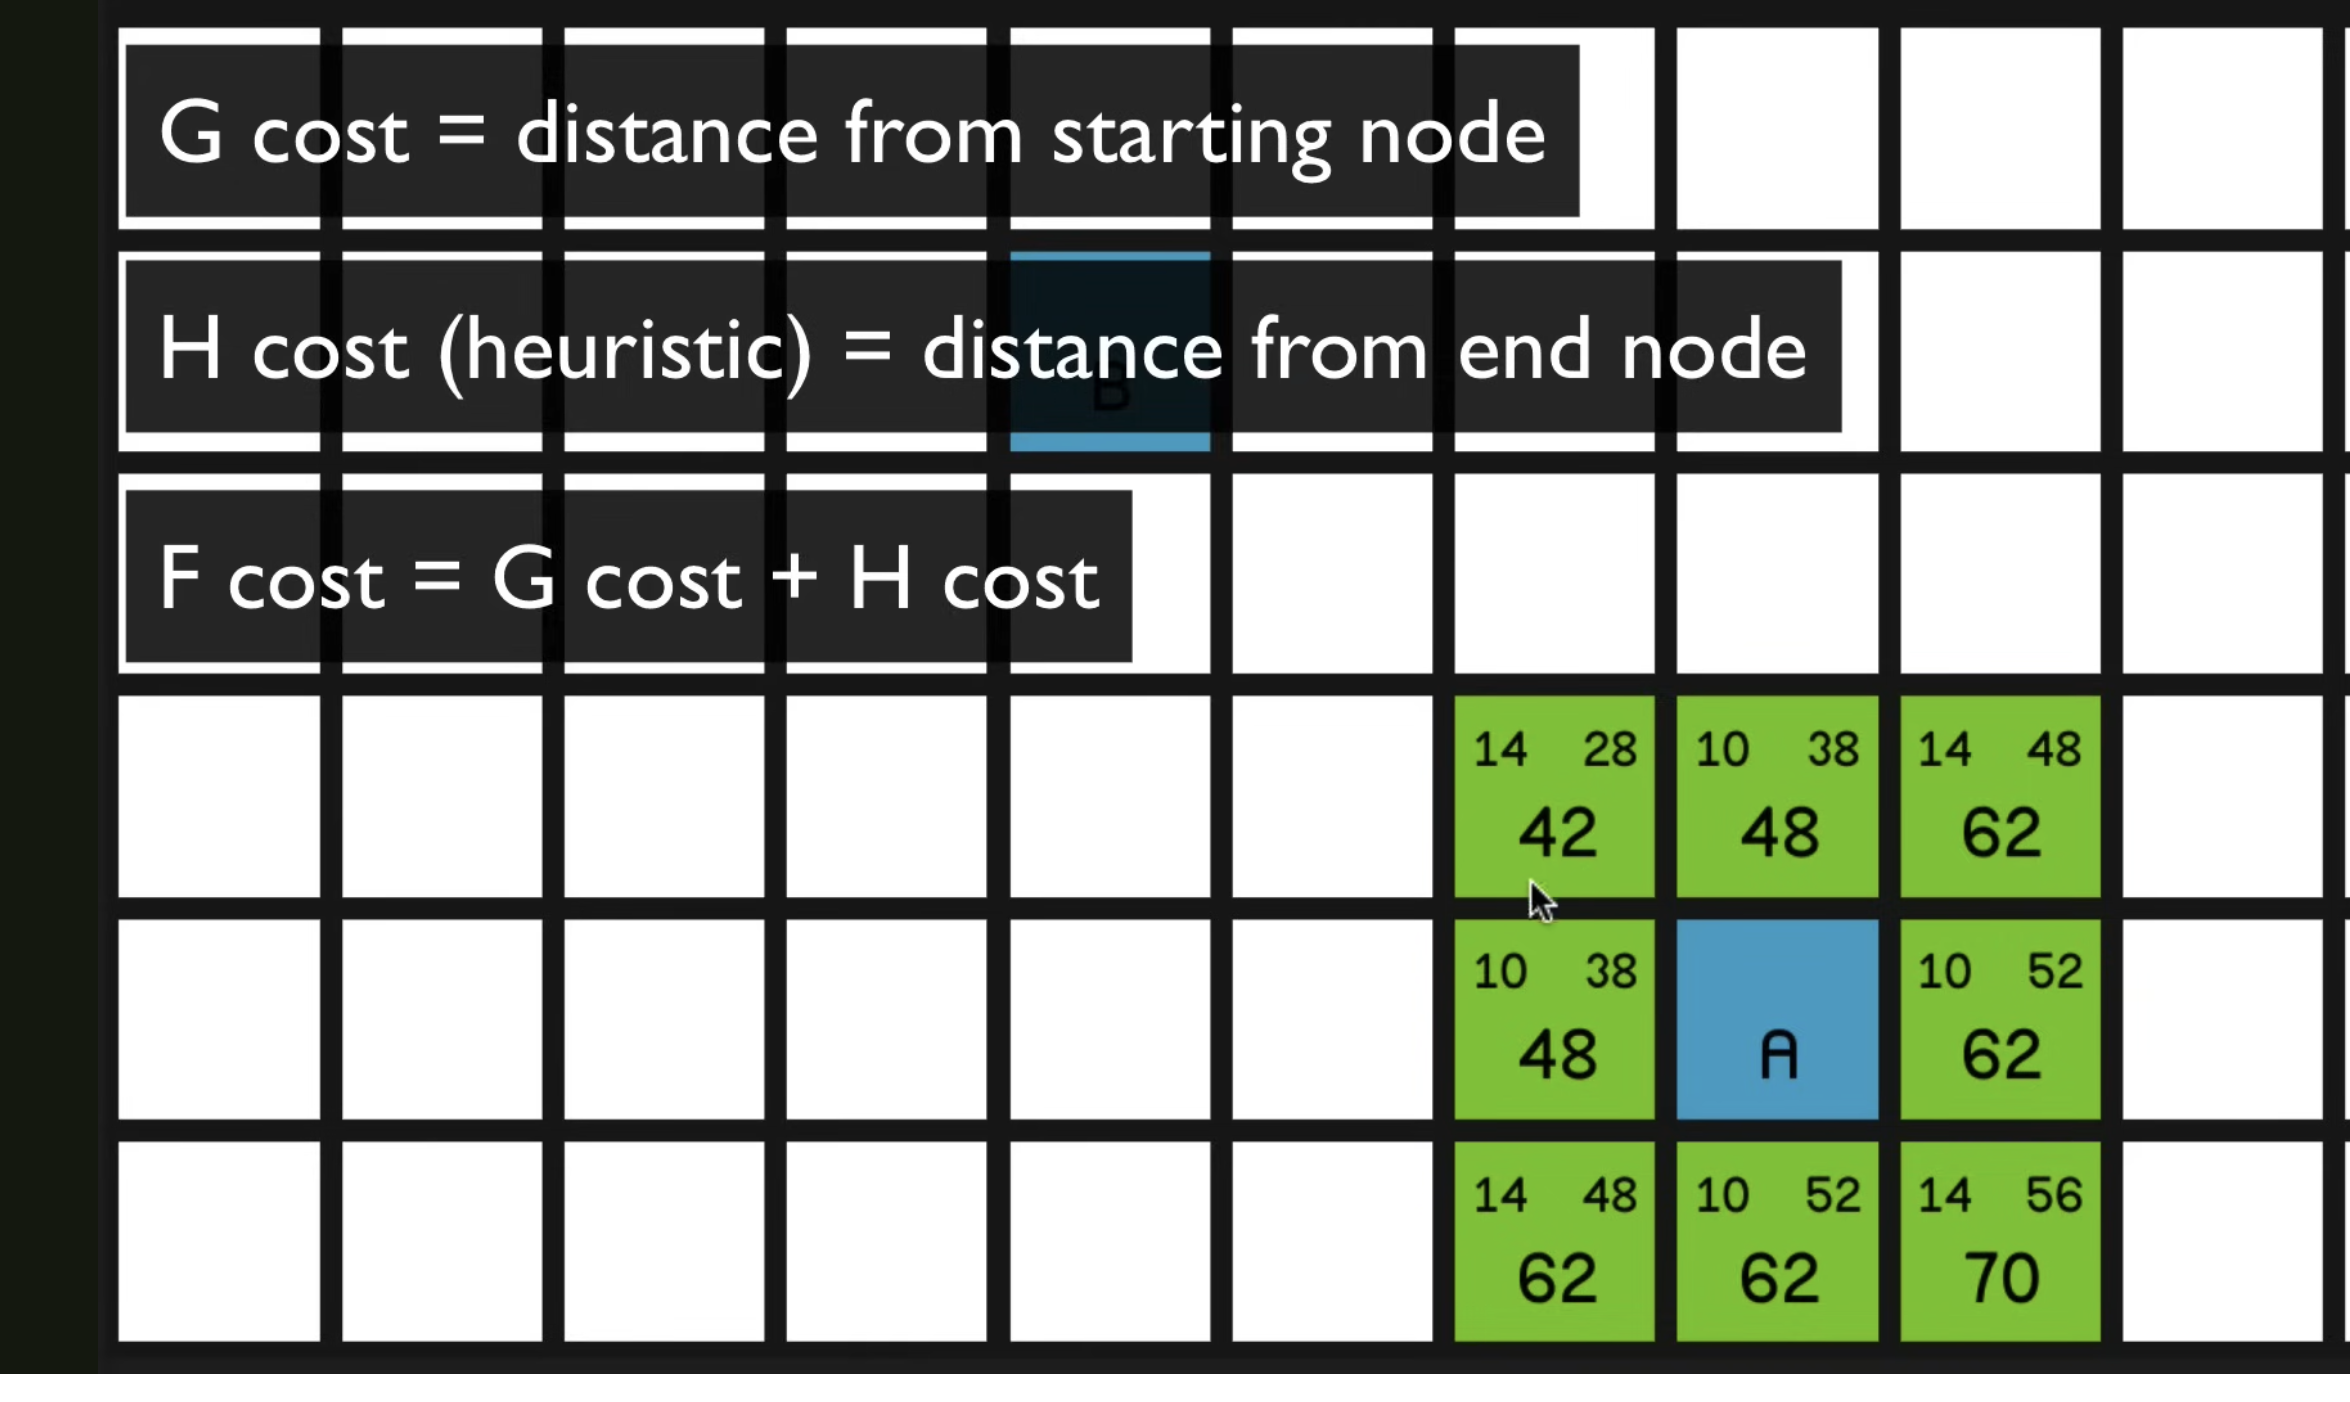 G cost = distance from starting node
H cost (heuristic) = distance from end node
B
F cost = G cost + H cost
14 28 10 38 14 48
42 48 62
10 38 10 52
48 A 62
14 48 10 52 14 56
62 62 70